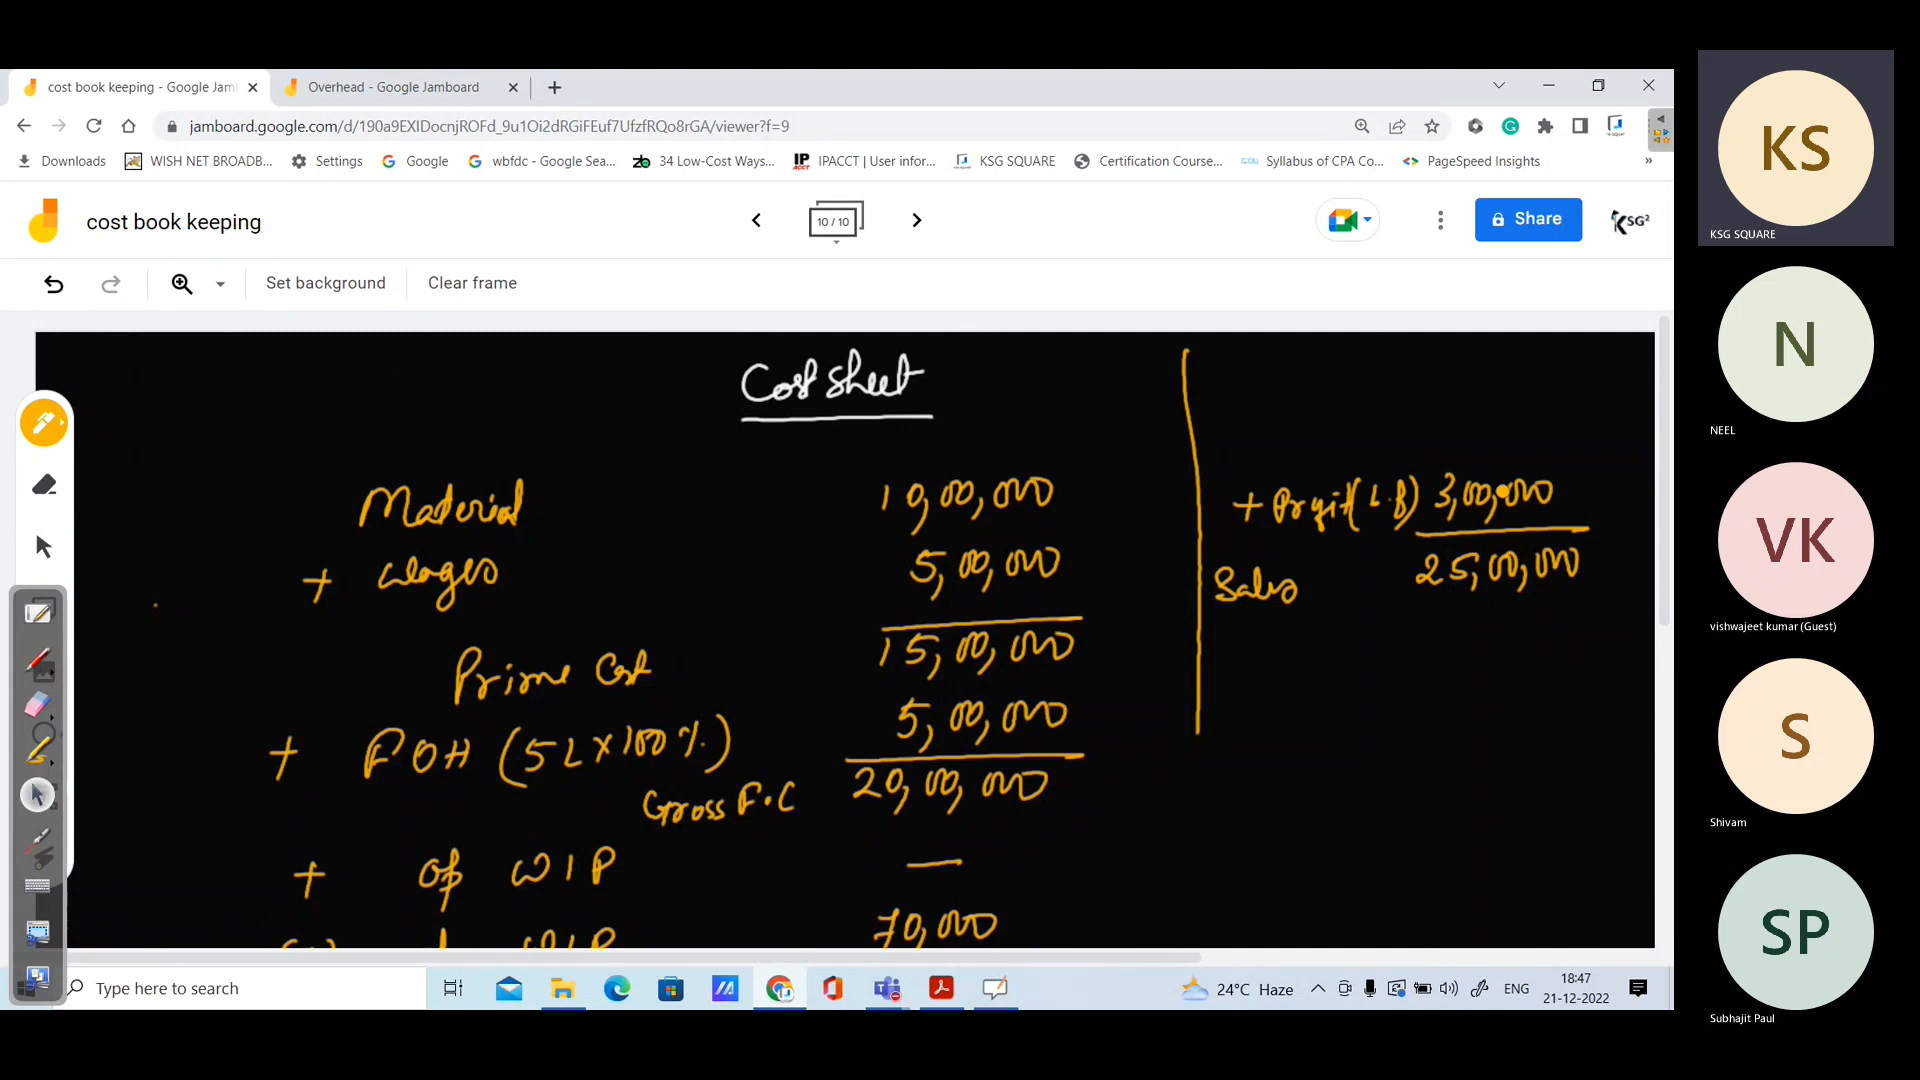 cost book keeping - Google Jam
Overhead - Google Jamboard
jamboard.google.com/d/190a9EXIDocnjROFd_9u1Oi2dRGiFEuf7UfzfRQo8rGA/viewer?f=9
Downloads WISH NET BROADB... Settings Google wbfdc - Google Sea... 34 Low-Cost Ways... IPACCT | User infor... KSG SQUARE Certification Course... Syllabus of CPA Co... PageSpeed Insights »
cost book keeping
10 / 10
Share
KSG²
Set background Clear frame
Cost sheet
Material 10,00,000
+ Wages 5,00,000
15,00,000
Prime Cost
+ FOH (5L×100%) 5,00,000
Gross F.C 20,00,000
+ Op WIP —
WIP 70,000
+ Profit (L.B) 3,00,000
Sales 25,00,000
Type here to search
24°C Haze
ENG
18:47
21-12-2022
KS
KSG SQUARE
N
NEEL
VK
vishwajeet kumar (Guest)
S
Shivam
SP
Subhajit Paul